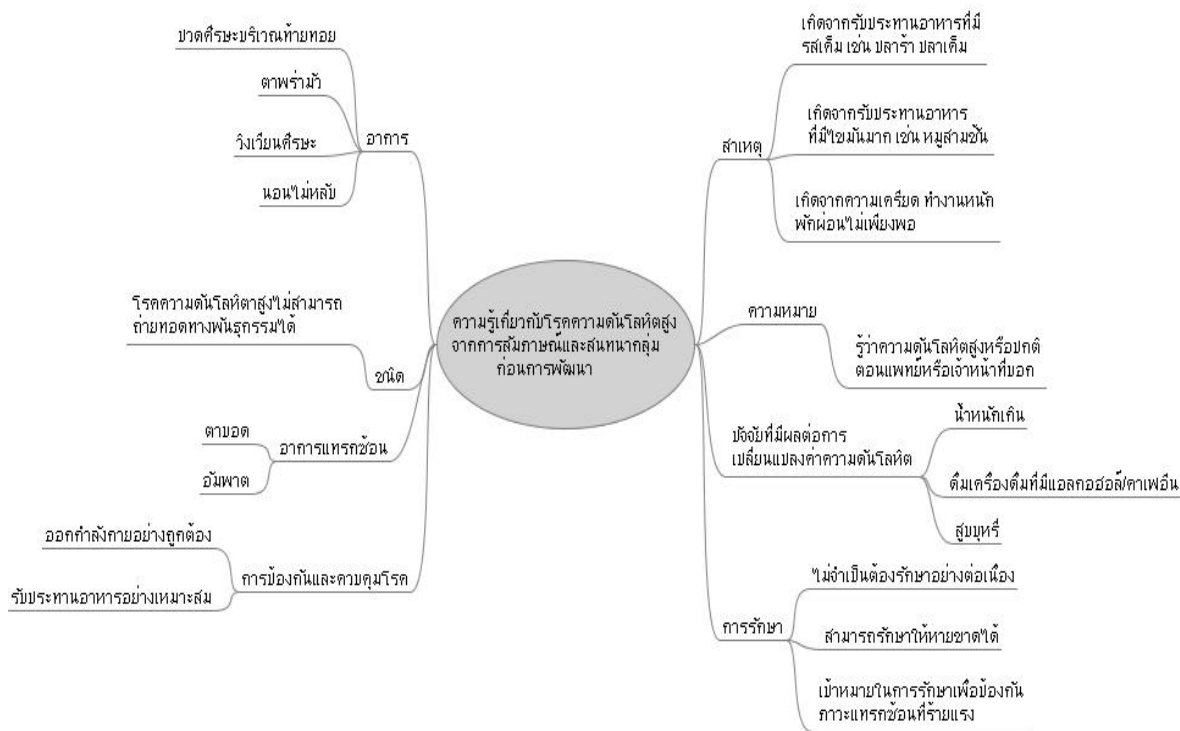 ความรู้เกี่ยวกับโรคความดันโลหิตสูง
จากการสัมภาษณ์และสนทนากลุ่ม
ก่อนการพัฒนา
อาการ
ปวดศีรษะบริเวณท้ายทอย
ตาพร่ามัว
วิงเวียนศีรษะ
นอนไม่หลับ
ชนิด
โรคความดันโลหิตาสูงไม่สามารถ
ถ่ายทอดทางพันธุกรรมได้
อาการแทรกซ้อน
ตาบอด
อัมพาต
การป้องกันและควบคุมโรค
ออกกำลังกายอย่างถูกต้อง
รับประทานอาหารอย่างเหมาะสม
สาเหตุ
เกิดจากรับประทานอาหารที่มี
รสเค็ม เช่น ปลาร้า ปลาเค็ม
เกิดจากรับประทานอาหาร
ที่มีไขมันมาก เช่น หมูสามชั้น
เกิดจากความเครียด ทำงานหนัก
พักผ่อนไม่เพียงพอ
ความหมาย
รู้ว่าความดันโลหิตสูงหรือปกติ
ตอนแพทย์หรือเจ้าหน้าที่บอก
ปัจจัยที่มีผลต่อการ
เปลี่ยนแปลงค่าความดันโลหิต
น้ำหนักเกิน
ดื่มเครื่องดื่มที่มีแอลกอฮอล์/คาเฟอีน
สูบบุหรี่
การรักษา
ไม่จำเป็นต้องรักษาอย่างต่อเนื่อง
สามารถรักษาให้หายขาดได้
เป้าหมายในการรักษาเพื่อป้องกัน
ภาวะแทรกซ้อนที่ร้ายแรง